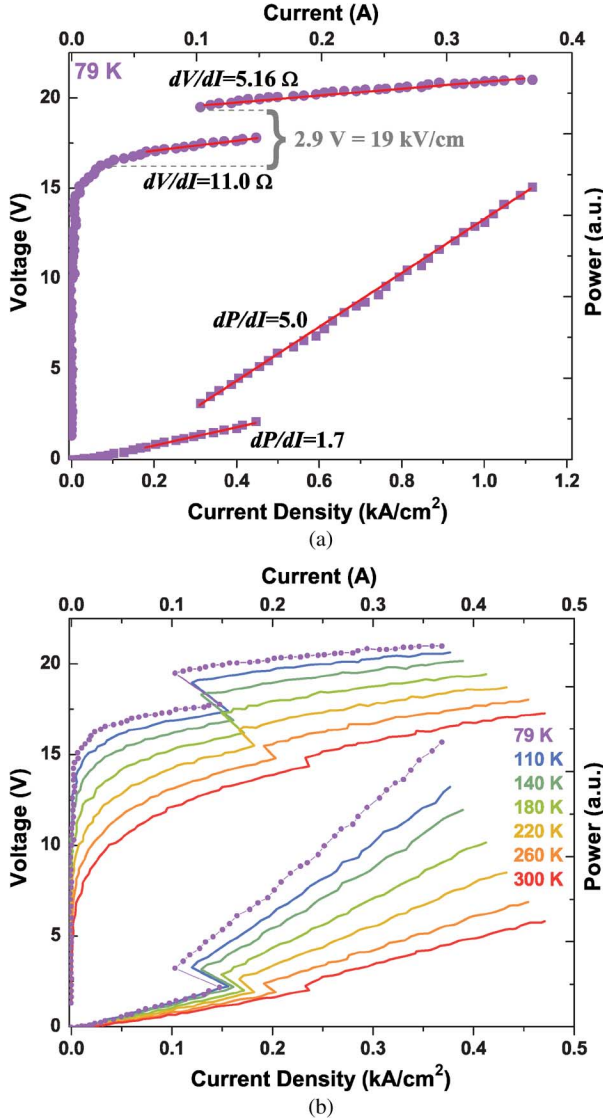 Current (A)
0.0 0.1 0.2 0.3 0.4
79 K
dV/dI=5.16 Ω
2.9 V = 19 kV/cm
dV/dI=11.0 Ω
dP/dI=5.0
dP/dI=1.7
Voltage (V)
20
15
10
5
0
Power (a.u.)
0.0 0.2 0.4 0.6 0.8 1.0 1.2
Current Density (kA/cm²)
(a)
Current (A)
0.0 0.1 0.2 0.3 0.4 0.5
Voltage (V)
20
15
10
5
0
79 K
110 K
140 K
180 K
220 K
260 K
300 K
Power (a.u.)
0.0 0.1 0.2 0.3 0.4 0.5
Current Density (kA/cm²)
(b)